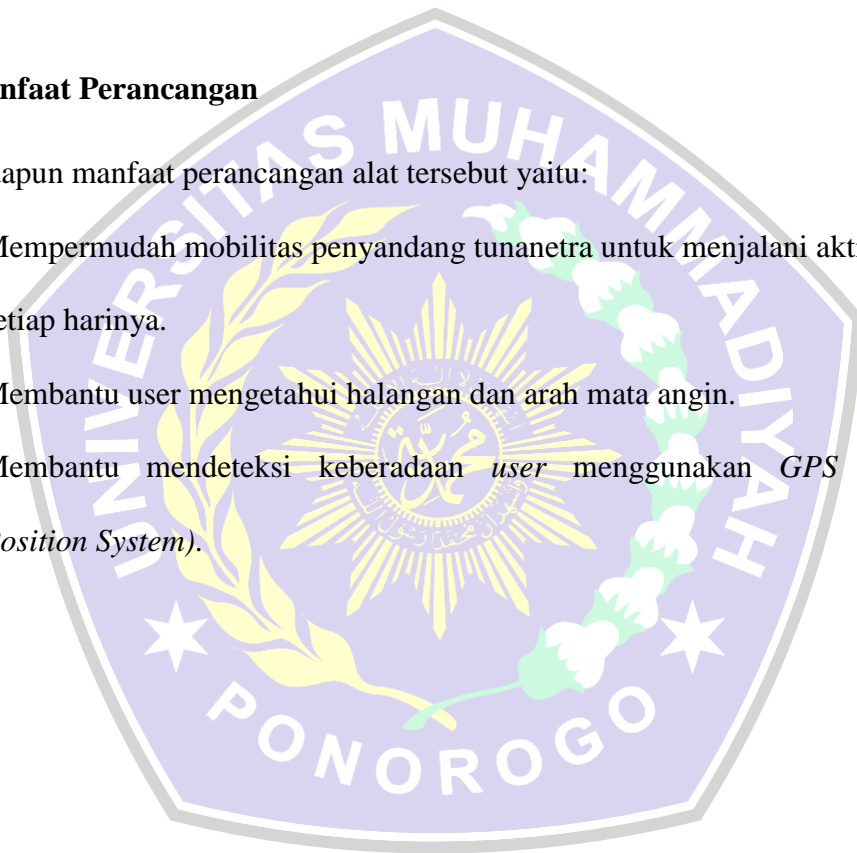 nfaat Perancangan
apun manfaat perancangan alat tersebut yaitu:
Mempermudah mobilitas penyandang tunanetra untuk menjalani akt
etiap harinya.
Membantu user mengetahui halangan dan arah mata angin.
Membantu mendeteksi keberadaan user menggunakan GPS
Position System).
UNIVERSITAS MUHAMMADIYAH
PONOROGO